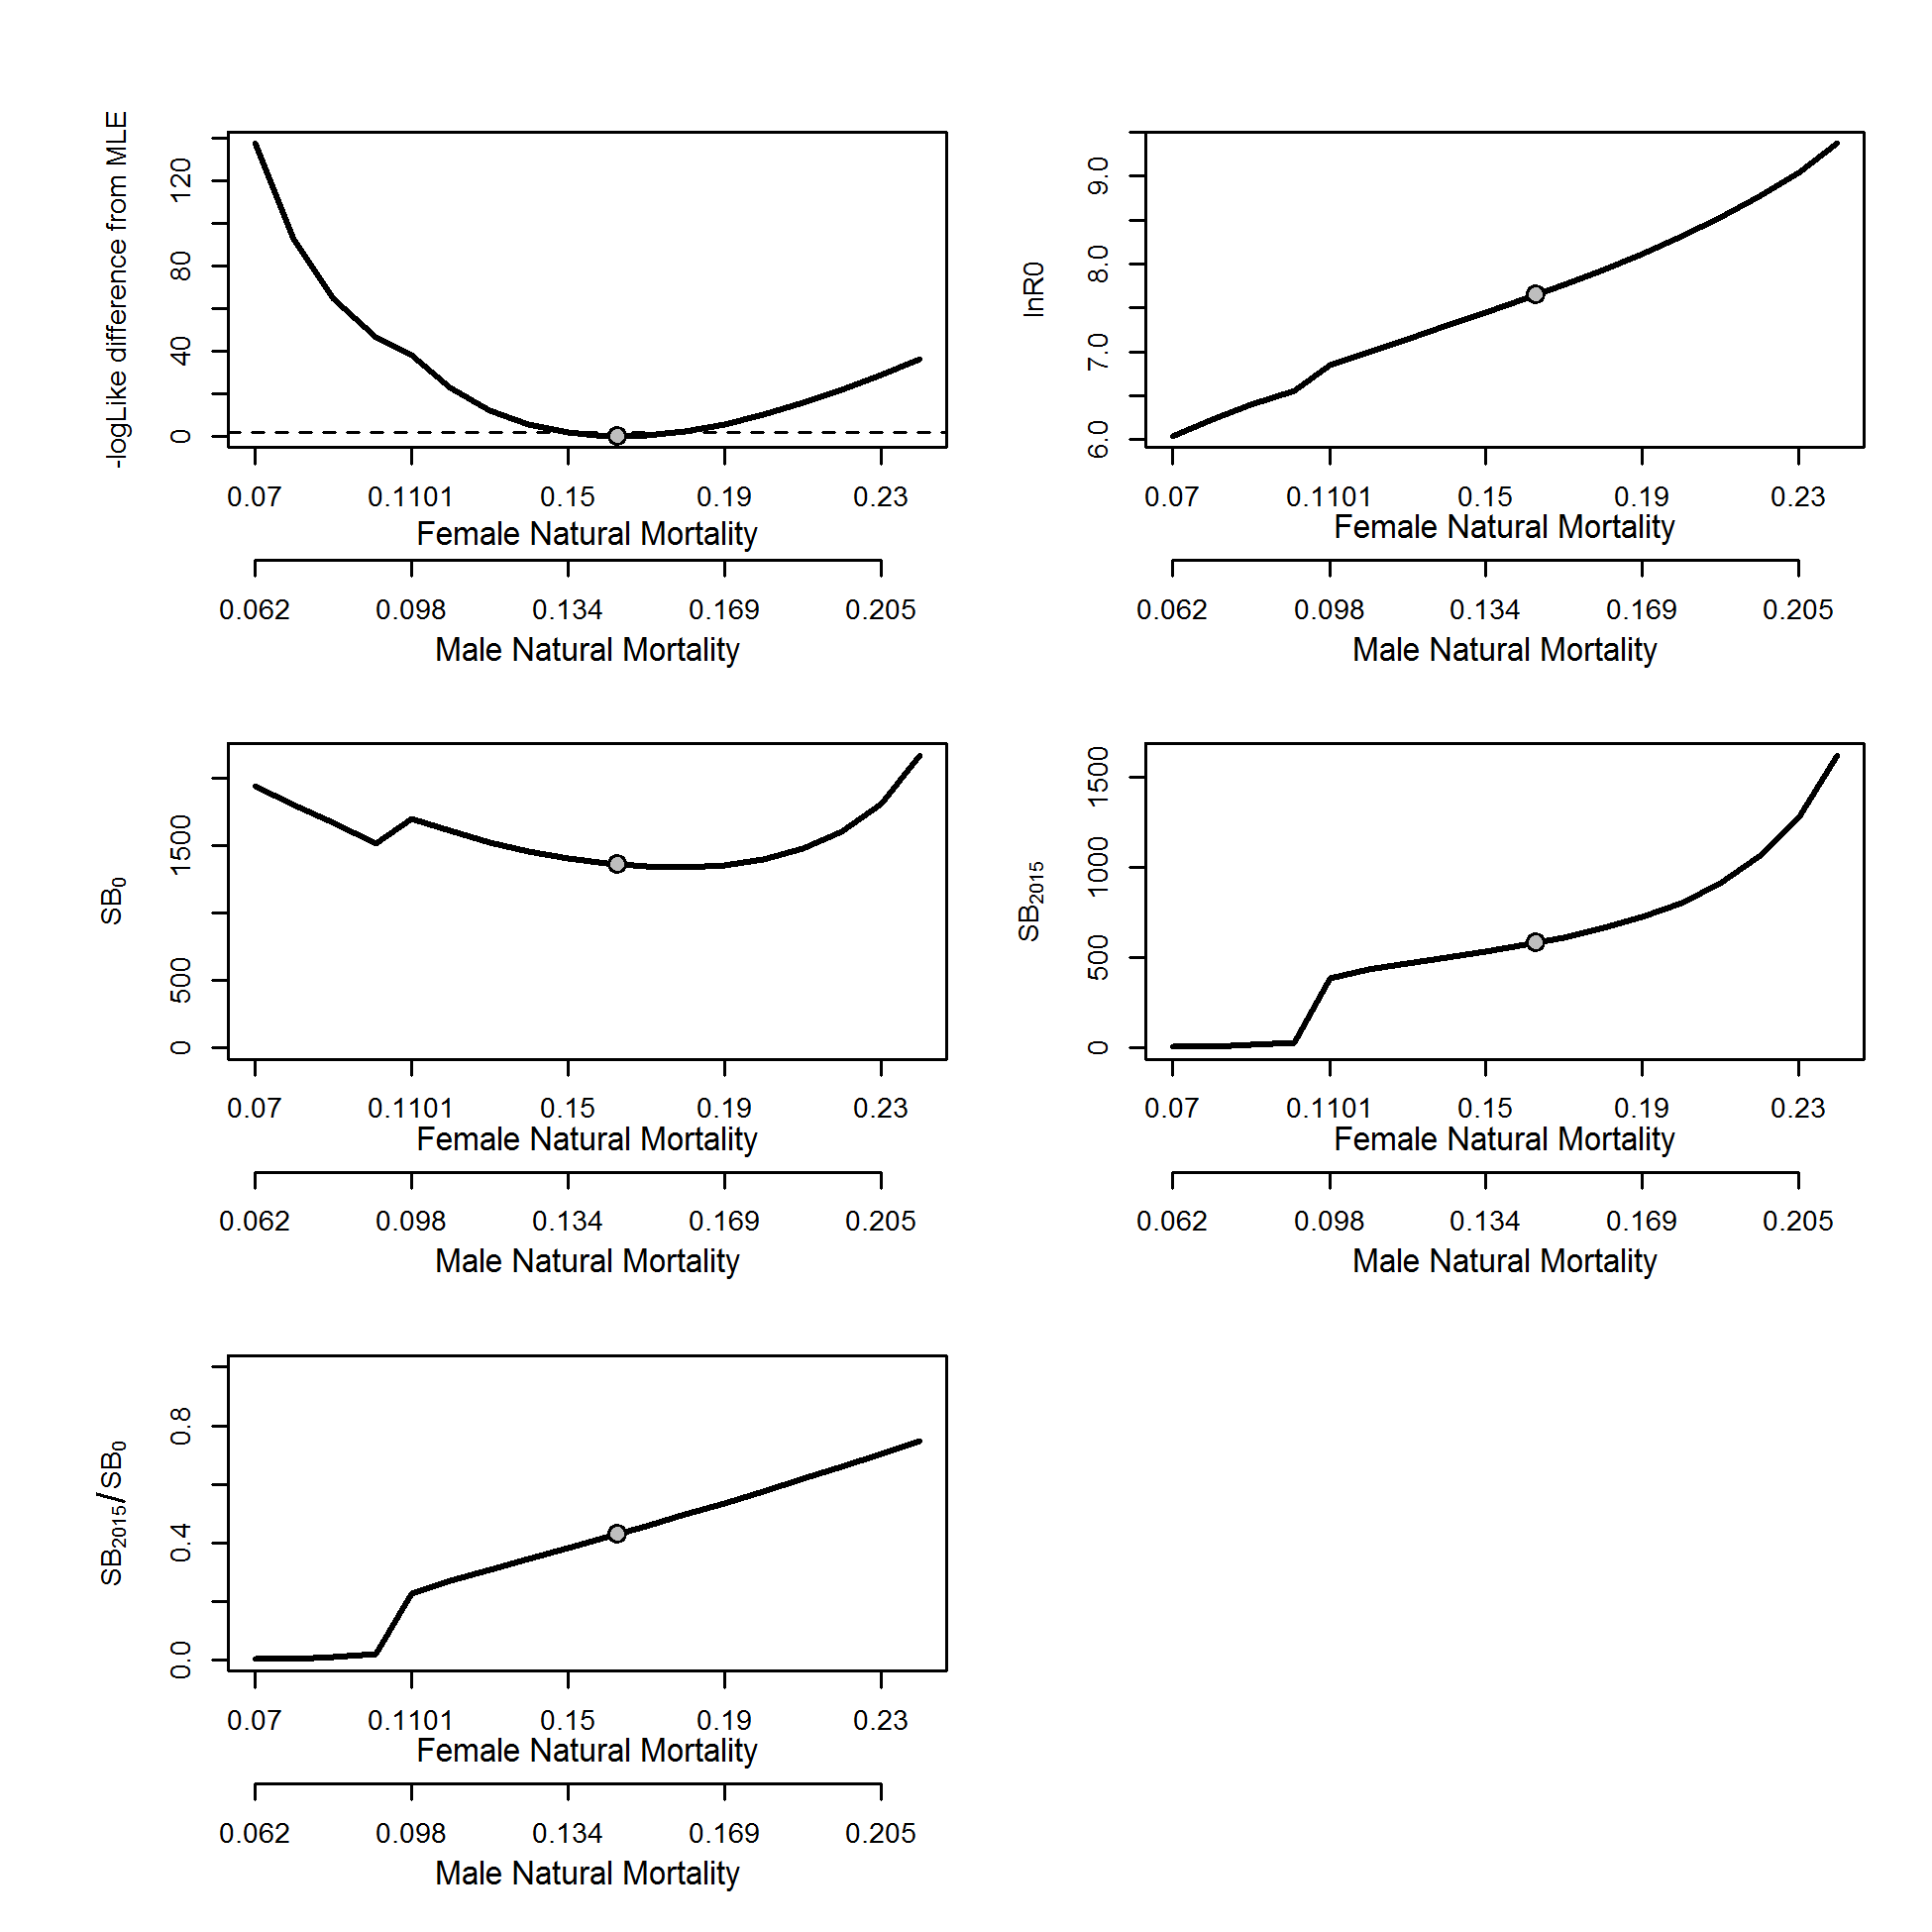 -logLike difference from MLE
0 40 80 120
0.07 0.1101 0.15 0.19 0.23
Female Natural Mortality
0.062 0.098 0.134 0.169 0.205
Male Natural Mortality
lnR0
6.0 7.0 8.0 9.0
0.07 0.1101 0.15 0.19 0.23
Female Natural Mortality
0.062 0.098 0.134 0.169 0.205
Male Natural Mortality
SB0
0 500 1500
0.07 0.1101 0.15 0.19 0.23
Female Natural Mortality
0.062 0.098 0.134 0.169 0.205
Male Natural Mortality
SB2015
0 500 1000 1500
0.07 0.1101 0.15 0.19 0.23
Female Natural Mortality
0.062 0.098 0.134 0.169 0.205
Male Natural Mortality
SB2015/SB0
0.0 0.4 0.8
0.07 0.1101 0.15 0.19 0.23
Female Natural Mortality
0.062 0.098 0.134 0.169 0.205
Male Natural Mortality